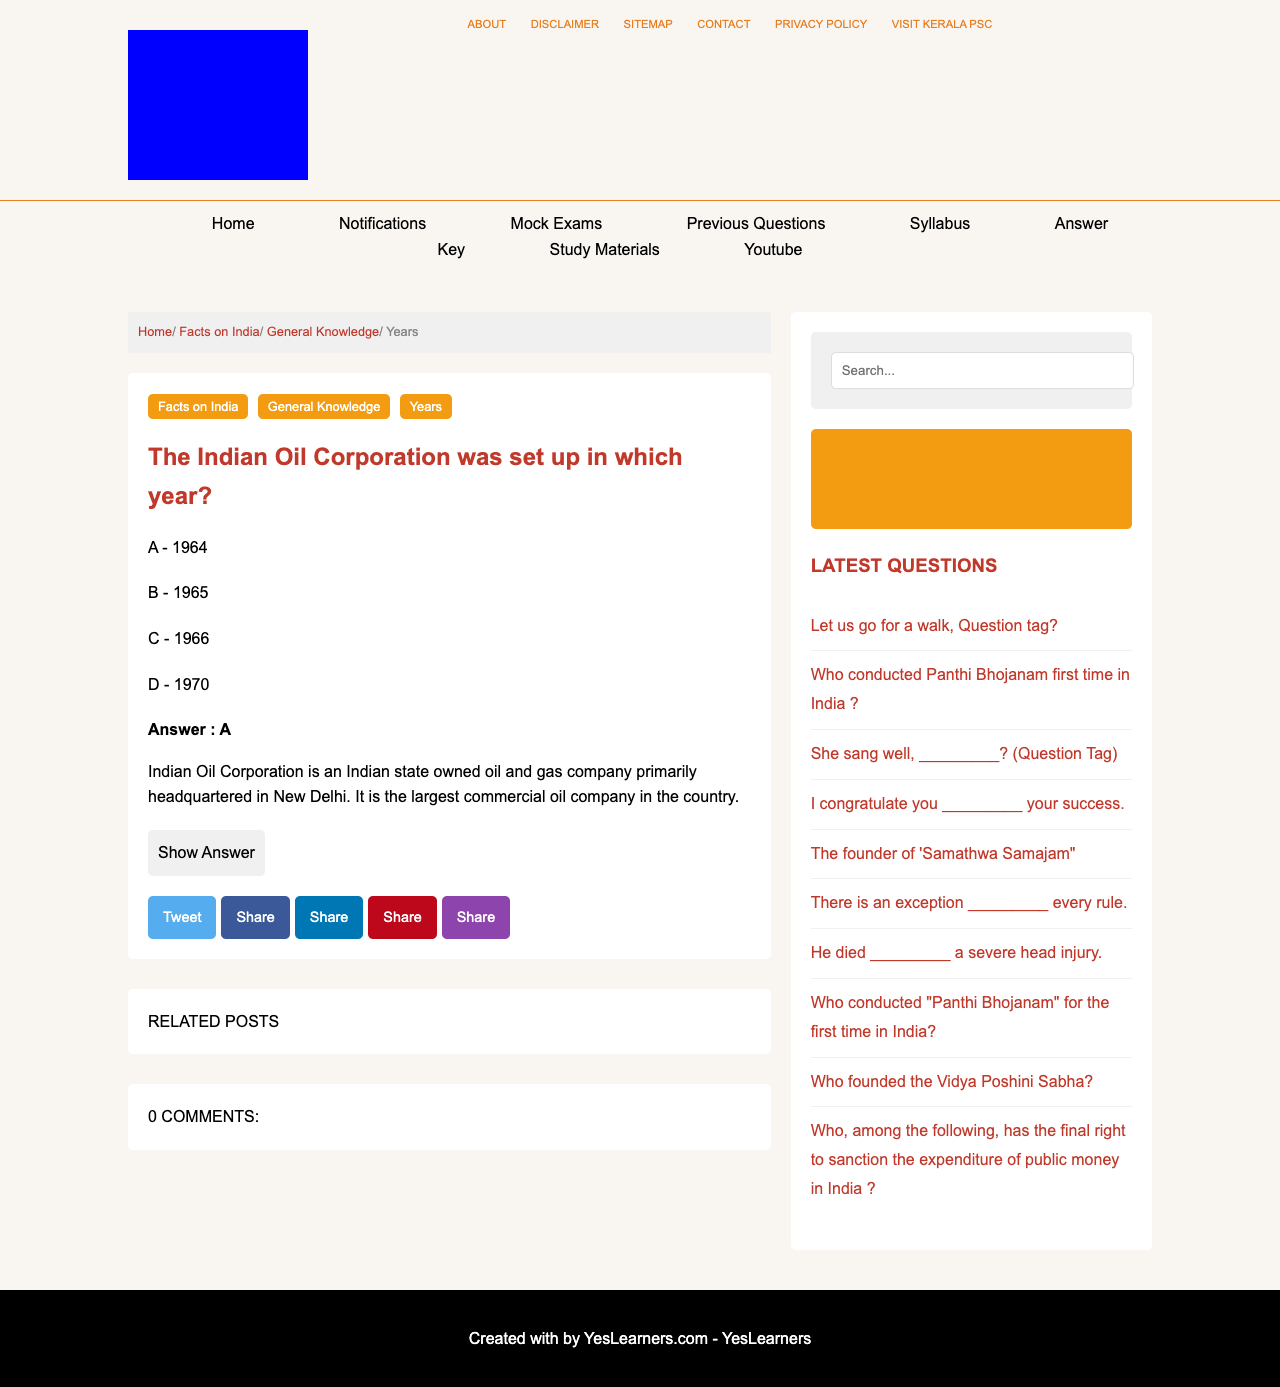 ABOUT DISCLAIMER SITEMAP CONTACT PRIVACY POLICY VISIT KERALA PSC
Home Notifications Mock Exams Previous Questions Syllabus Answer
Key Study Materials Youtube
Home/ Facts on India/ General Knowledge/ Years
Facts on India General Knowledge Years
The Indian Oil Corporation was set up in which
year?
A - 1964
B - 1965
C - 1966
D - 1970
Answer : A
Indian Oil Corporation is an Indian state owned oil and gas company primarily
headquartered in New Delhi. It is the largest commercial oil company in the country.
Show Answer
Tweet Share Share Share Share
RELATED POSTS
0 COMMENTS:
Search...
LATEST QUESTIONS
Let us go for a walk, Question tag?
Who conducted Panthi Bhojanam first time in
India ?
She sang well, _________? (Question Tag)
I congratulate you _________ your success.
The founder of 'Samathwa Samajam"
There is an exception _________ every rule.
He died _________ a severe head injury.
Who conducted "Panthi Bhojanam" for the
first time in India?
Who founded the Vidya Poshini Sabha?
Who, among the following, has the final right
to sanction the expenditure of public money
in India ?
Created with by YesLearners.com - YesLearners